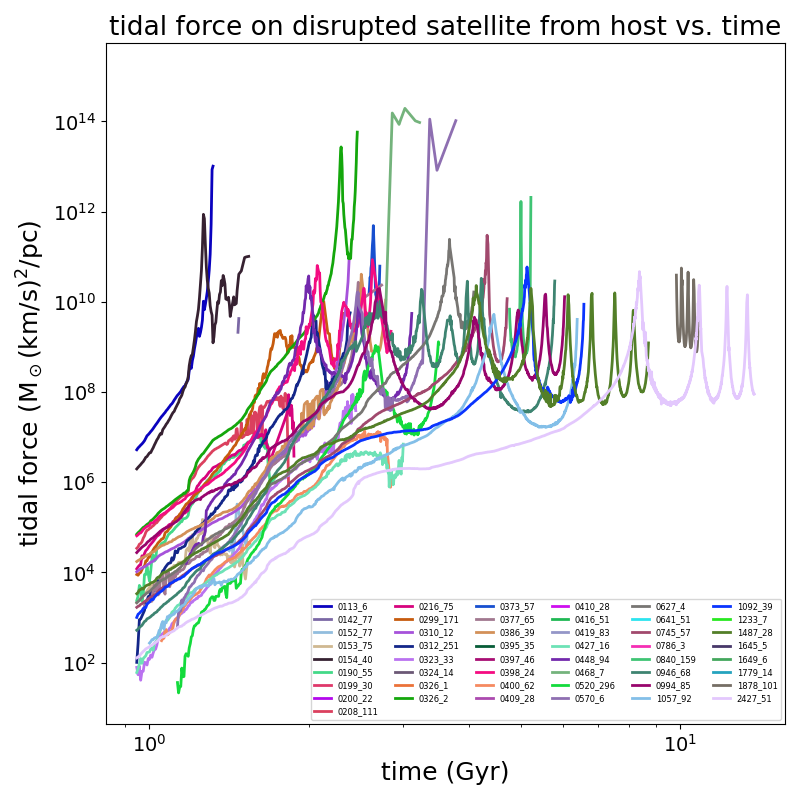 tidal force on disrupted satellite from host vs. time
tidal force (M⊙(km/s)²/pc)
10¹⁴
10¹²
10¹⁰
10⁸
10⁶
10⁴
10²
0113_6 0216_75 0373_57 0410_28 0627_4 1092_39
0142_77 0299_171 0377_65 0416_51 0641_51 1233_7
0152_77 0310_12 0386_39 0419_83 0745_57 1487_28
0153_75 0312_251 0395_35 0427_16 0786_3 1645_5
0154_40 0323_33 0397_46 0448_94 0840_159 1649_6
0190_55 0324_14 0398_24 0468_7 0946_68 1779_14
0199_30 0326_1 0400_62 0520_296 0994_85 1878_101
0200_22 0326_2 0409_28 0570_6 1057_92 2427_51
0208_111
10⁰ 10¹
time (Gyr)